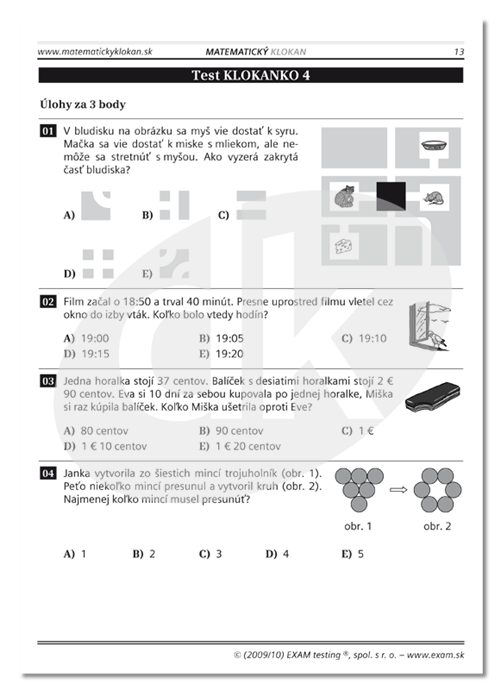 www.matematickyklokan.sk MATEMATICKÝ KLOKAN 13
Test KLOKANKO 4
Úlohy za 3 body
01 V bludisku na obrázku sa myš vie dostať k syru.
Mačka sa vie dostať k miske s mliekom, ale ne-
môže sa stretnúť s myšou. Ako vyzerá zakrytá
časť bludiska?
A) B) C)
D) E)
02 Film začal o 18:50 a trval 40 minút. Presne uprostred filmu vletel cez
okno do izby vták. Koľko bolo vtedy hodín?
A) 19:00 B) 19:05 C) 19:10
D) 19:15 E) 19:20
03 Jedna horalka stojí 37 centov. Balíček s desiatimi horalkami stojí 2 €
90 centov. Eva si 10 dní za sebou kupovala po jednej horalke, Miška
si raz kúpila balíček. Koľko Miška ušetrila oproti Eve?
A) 80 centov B) 90 centov C) 1 €
D) 1 € 10 centov E) 1 € 20 centov
04 Janka vytvorila zo šiestich mincí trojuholník (obr. 1).
Peťo niekoľko mincí presunul a vytvoril kruh (obr. 2).
Najmenej koľko mincí musel presunúť?
obr. 1 obr. 2
A) 1 B) 2 C) 3 D) 4 E) 5
© (2009/10) EXAM testing ®, spol. s r. o. – www.exam.sk
dk